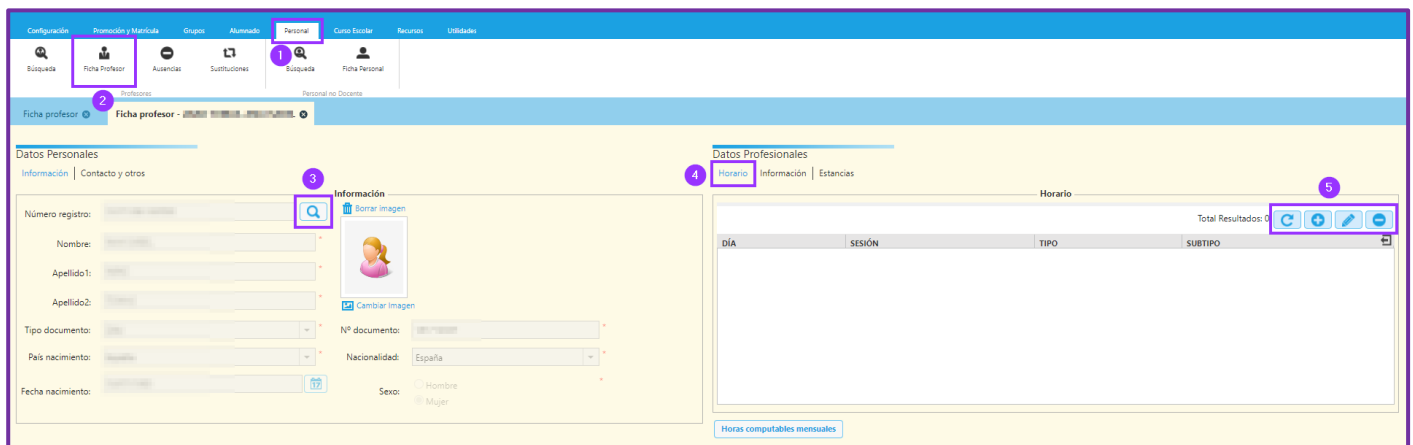 Configuración Promoción y Matrícula Grupos Alumnado Personal Curso Escolar Recursos Utilidades
1
Búsqueda Ficha Profesor Ausencias Sustituciones Búsqueda Ficha Personal
Profesores Personal no Docente
2
Ficha profesor Ficha profesor -
Datos Personales
Información | Contacto y otros
3
Información
Número registro:
Borrar imagen
Nombre: *
Apellido1: *
Apellido2: *
Cambiar Imagen
Tipo documento: * Nº documento: *
País nacimiento: * Nacionalidad: España *
Fecha nacimiento: 17 Sexo: Hombre *
Mujer
Datos Profesionales
4
Horario | Información | Estancias
5
Horario
Total Resultados: 0
DÍA SESIÓN TIPO SUBTIPO
Horas computables mensuales